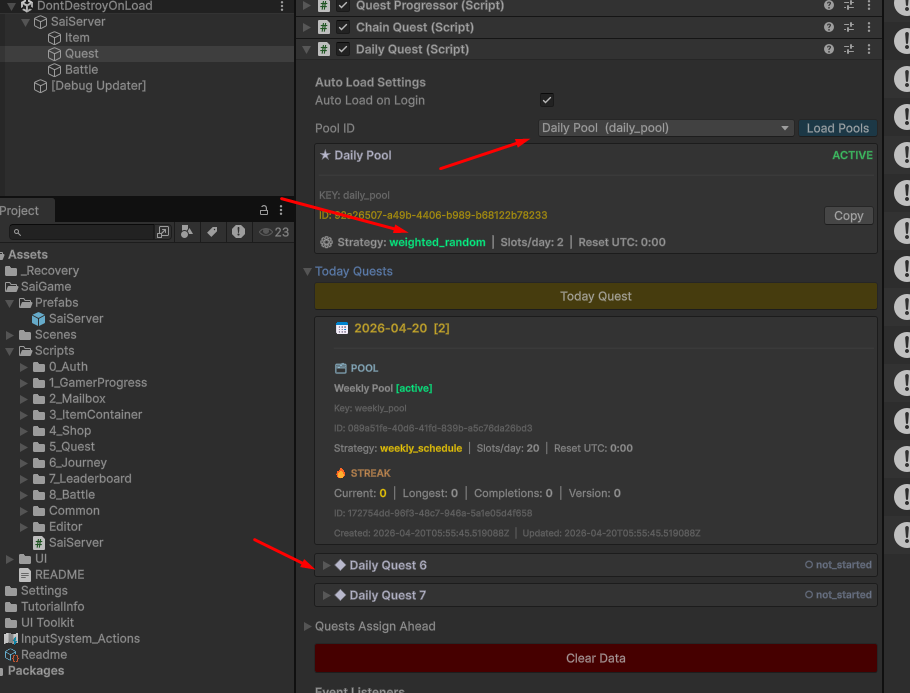 DontDestroyOnLoad
SaiServer
Item
Quest
Battle
[Debug Updater]
Project
23
Assets
_Recovery
SaiGame
Prefabs
SaiServer
Scenes
Scripts
0_Auth
1_GamerProgress
2_Mailbox
3_ItemContainer
4_Shop
5_Quest
6_Journey
7_Leaderboard
8_Battle
Common
Editor
SaiServer
UI
README
Settings
TutorialInfo
UI Toolkit
InputSystem_Actions
Readme
Packages
Quest Progressor (Script)
Chain Quest (Script)
Daily Quest (Script)
Auto Load Settings
Auto Load on Login
Pool ID
Daily Pool (daily_pool)
Load Pools
★ Daily Pool
ACTIVE
KEY: daily_pool
ID: 92e26507-a49b-4406-b989-b68122b78233
Copy
Strategy: weighted_random | Slots/day: 2 | Reset UTC: 0:00
Today Quests
Today Quest
2026-04-20 [2]
POOL
Weekly Pool [active]
Key: weekly_pool
ID: 089a51fe-40d6-41fd-839b-a5c76da26bd3
Strategy: weekly_schedule | Slots/day: 20 | Reset UTC: 0:00
STREAK
Current: 0 | Longest: 0 | Completions: 0 | Version: 0
ID: 172754dd-96f3-48c7-946a-5a1e05d4f658
Created: 2026-04-20T05:55:45.519088Z | Updated: 2026-04-20T05:55:45.519088Z
◆ Daily Quest 6
not_started
◆ Daily Quest 7
not_started
Quests Assign Ahead
Clear Data
Event Listeners